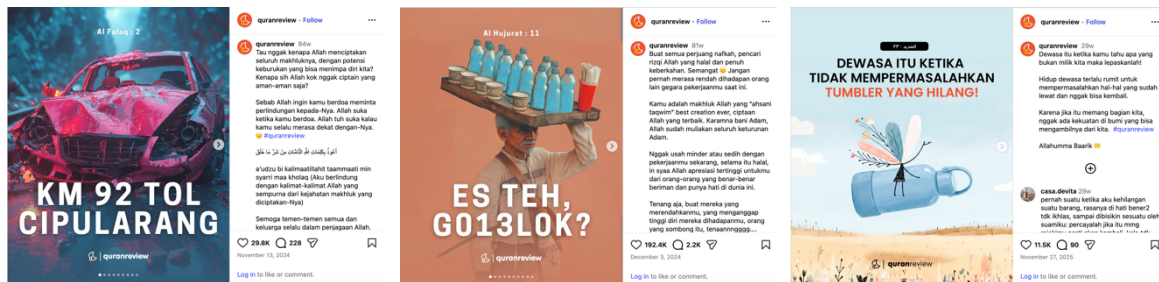 Al Falaq : 2
KM 92 TOL
CIPULARANG
quranreview
quranreview · Follow
quranreview 84w
Tau nggak kenapa Allah menciptakan
seluruh makhluknya, dengan potensi
keburukan yang bisa menimpa diri kita?
Kenapa sih Allah kok nggak ciptain yang
aman-aman saja?
Sebab Allah ingin kamu berdoa meminta
perlindungan kepada-Nya. Allah suka
ketika kamu berdoa. Allah tuh suka kalau
kamu selalu merasa dekat dengan-Nya.
😊 #quranreview
أَعُوذُ بِكَلِمَاتِ اللَّهِ التَّامَّاتِ مِنْ شَرِّ مَا خَلَقَ
a'udzu bi kalimaatillahit taammaati min
syarri maa kholaq (Aku berlindung
dengan kalimat-kalimat Allah yang
sempurna dari kejahatan makhluk yang
diciptakan-Nya)
Semoga temen-temen semua dan
keluarga selalu dalam penjagaan Allah.
29.8K 228
November 13, 2024
Log in to like or comment.
Al Hujurat : 11
ES TEH,
GO13LOK?
quranreview
quranreview · Follow
quranreview 81w
Buat semua perjuang nafkah, pencari
rizqi Allah yang halal dan penuh
keberkahan. Semangat 😊 Jangan
pernah merasa rendah dihadapan orang
lain gegara pekerjaanmu saat ini.
Kamu adalah makhluk Allah yang "ahsani
taqwim" best creation ever, ciptaan
Allah yang terbaik. Karamna bani Adam,
Allah sudah muliakan seluruh keturunan
Adam.
Nggak usah minder atau sedih dengan
pekerjaanmu sekarang, selama itu halal,
in syaa Allah apresiasi tertinggi untukmu
dari orang-orang yang benar-benar
beriman dan punya hati di dunia ini.
Tenang aja, buat mereka yang
merendahkanmu, yang menganggap
tinggi diri mereka dihadapanmu, orang
yang sombong itu, tenaannngggg....
192.4K 2.2K
December 3, 2024
Log in to like or comment.
الحديد : ٢٣
DEWASA ITU KETIKA
TIDAK MEMPERMASALAHKAN
TUMBLER YANG HILANG!
quranreview
quranreview · Follow
quranreview 29w
Dewasa itu ketika kamu tahu apa yang
bukan milik kita maka lepaskanlah!
Hidup dewasa terlalu rumit untuk
mempermasalahkan hal-hal yang sudah
lewat dan nggak bisa kembali.
Karena jika itu memang bagian kita,
nggak ada kekuatan di bumi yang bisa
mengambilnya dari kita. #quranreview
Allahumma Baarik
casa.devita 29w
pernah suatu ketika aku kehilangan
suatu barang, rasanya di hati bener2
tdk ikhlas, sampai dibisikin sesuatu oleh
suamiku: percayalah jika itu mmg
11.5K 90
November 27, 2025
Log in to like or comment.